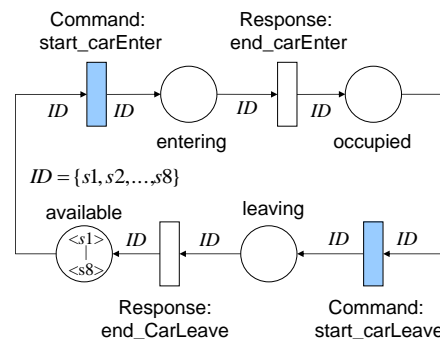 Command:
start_carEnter
Response:
end_carEnter
ID
ID
ID
ID
entering
occupied
ID = {s1, s2,...,s8}
available
leaving
<s1>
|
<s8>
ID
ID
ID
ID
Response:
end_CarLeave
Command:
start_carLeave